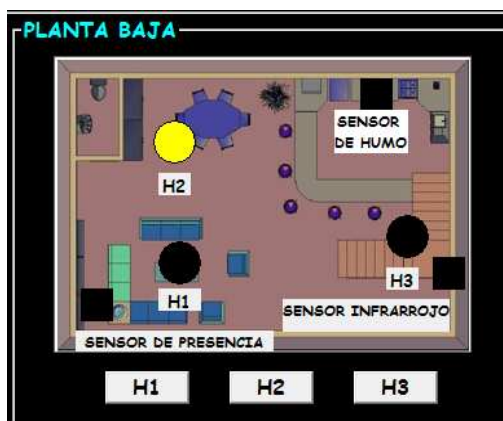 PLANTA BAJA
SENSOR
DE HUMO
H2
H3
H1
SENSOR INFRARROJO
SENSOR DE PRESENCIA
H1 H2 H3